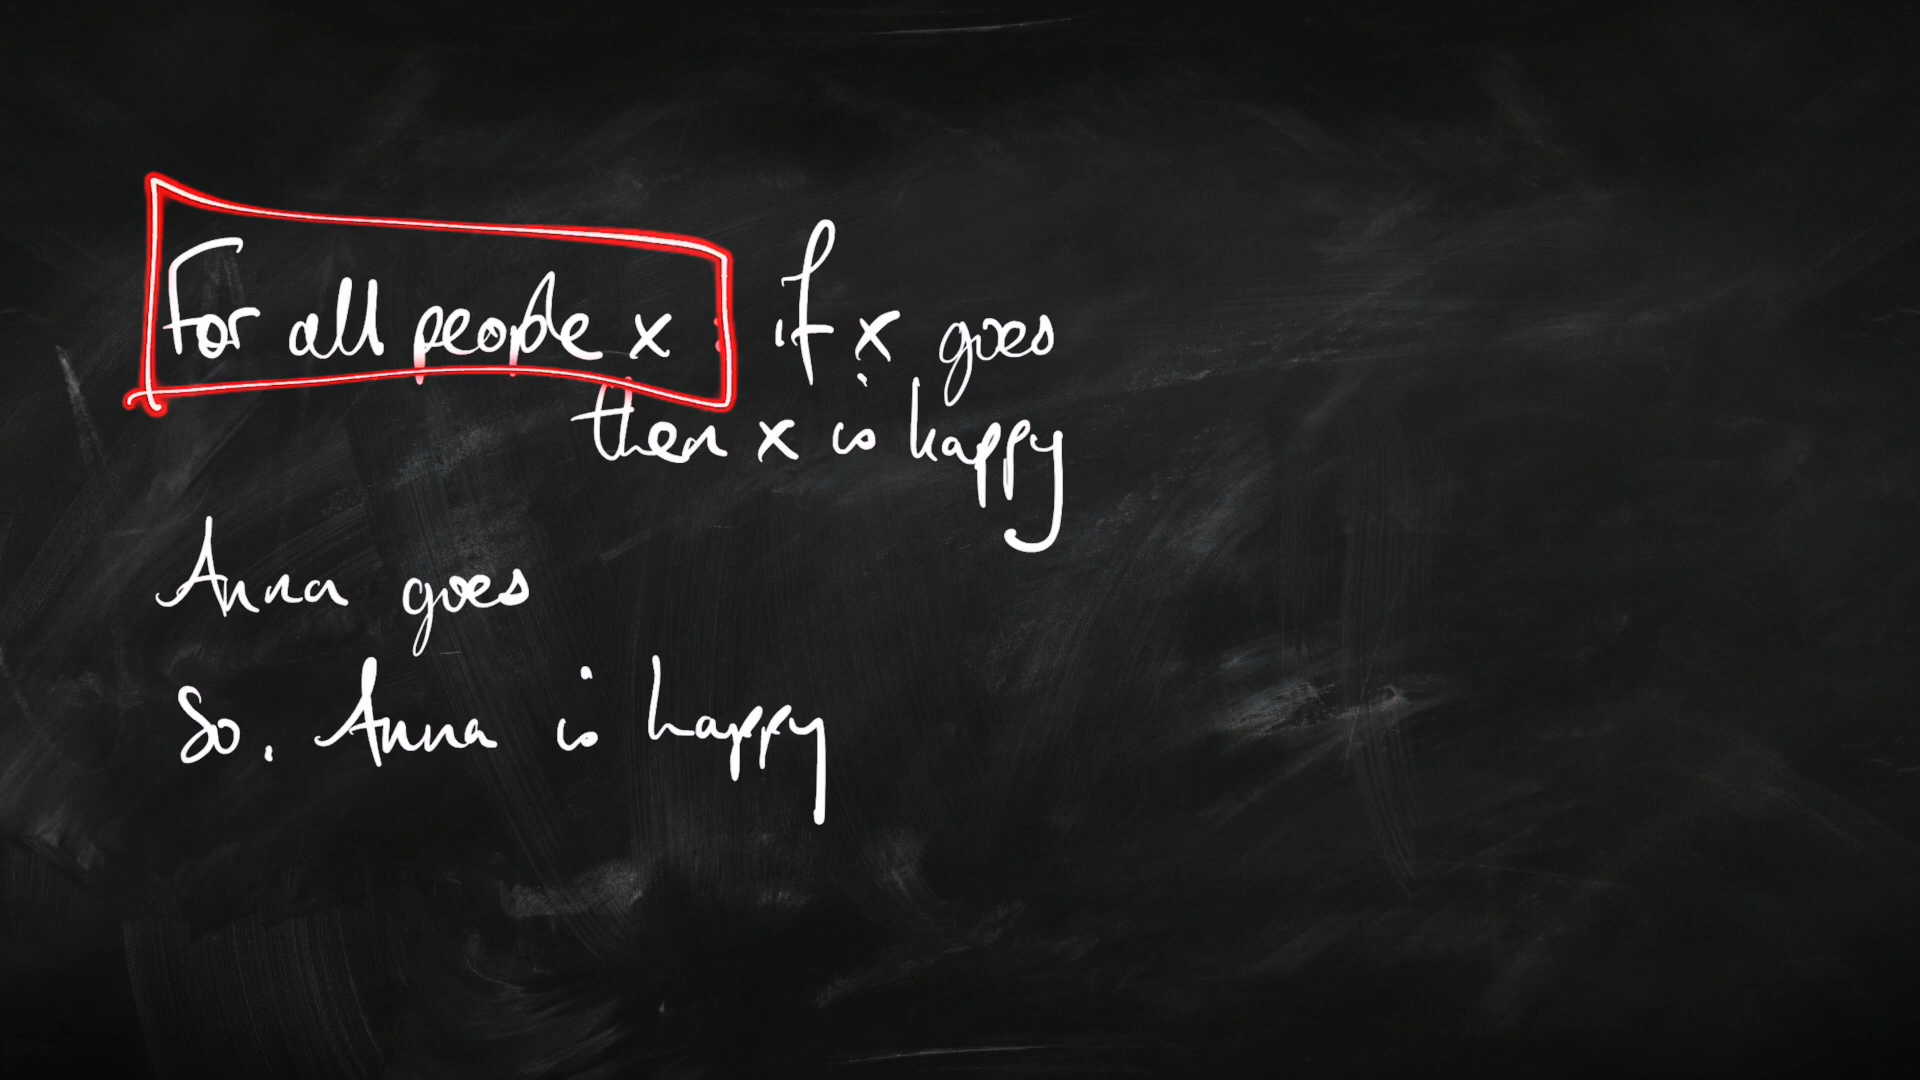 For all people x if x goes
then x is happy
Anna goes
So, Anna is happy